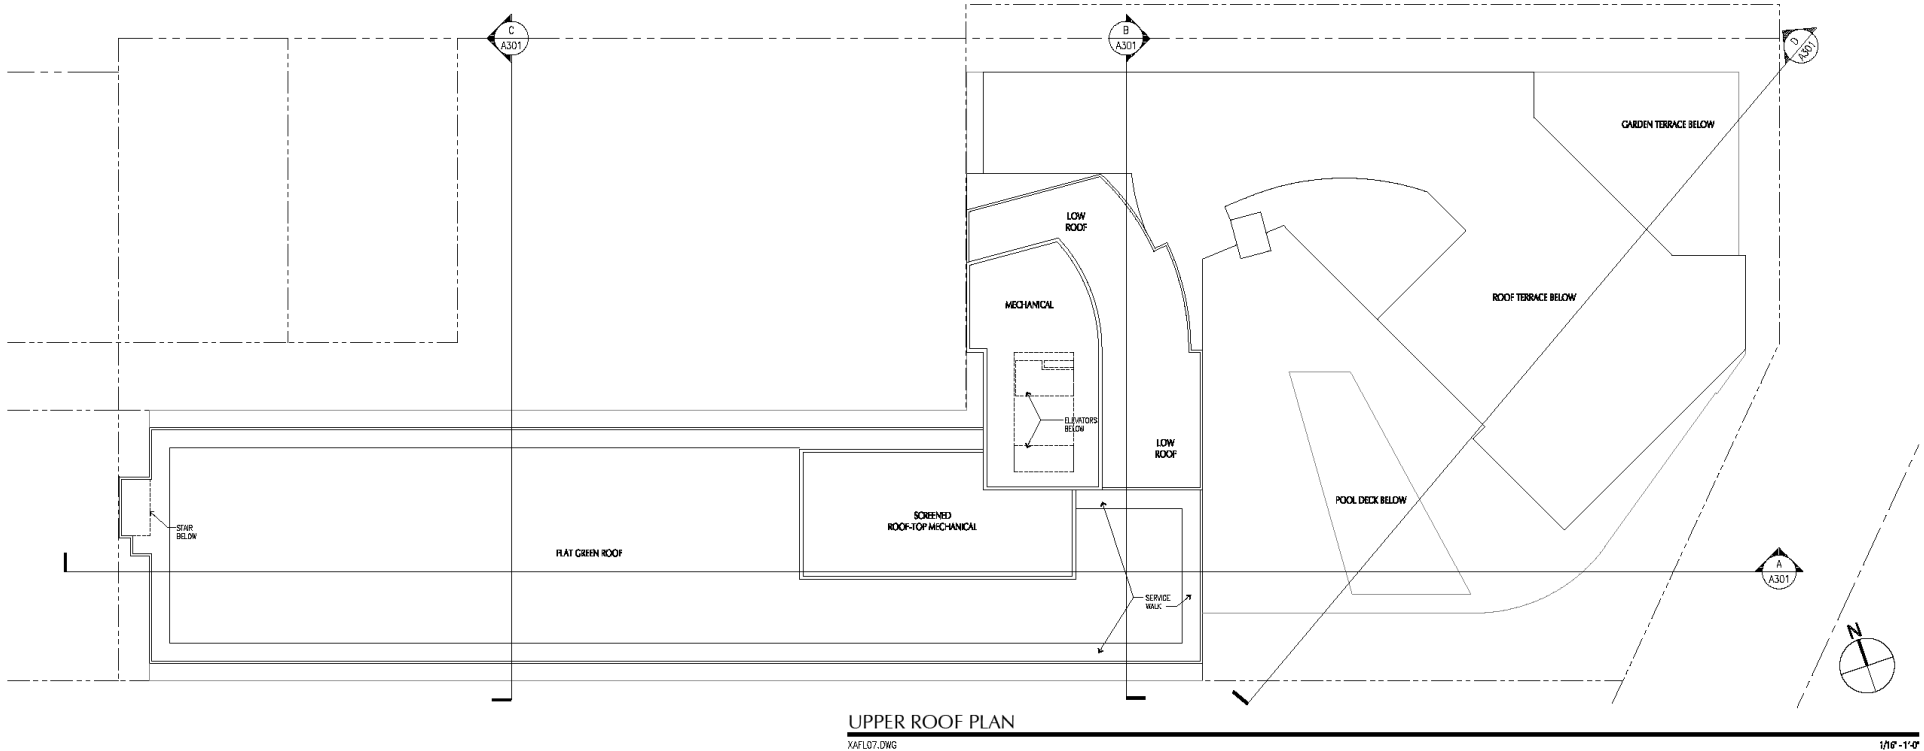 C
A301
B
A301
D
A301
GARDEN TERRACE BELOW
LOW
ROOF
MECHANICAL
ROOF TERRACE BELOW
ELEVATORS
BELOW
LOW
ROOF
POOL DECK BELOW
SCREENED
ROOF-TOP MECHANICAL
STAIR
BELOW
FLAT GREEN ROOF
A
A301
SERVICE
WALK
N
UPPER ROOF PLAN
XAFL07.DWG
1/16" - 1'-0"